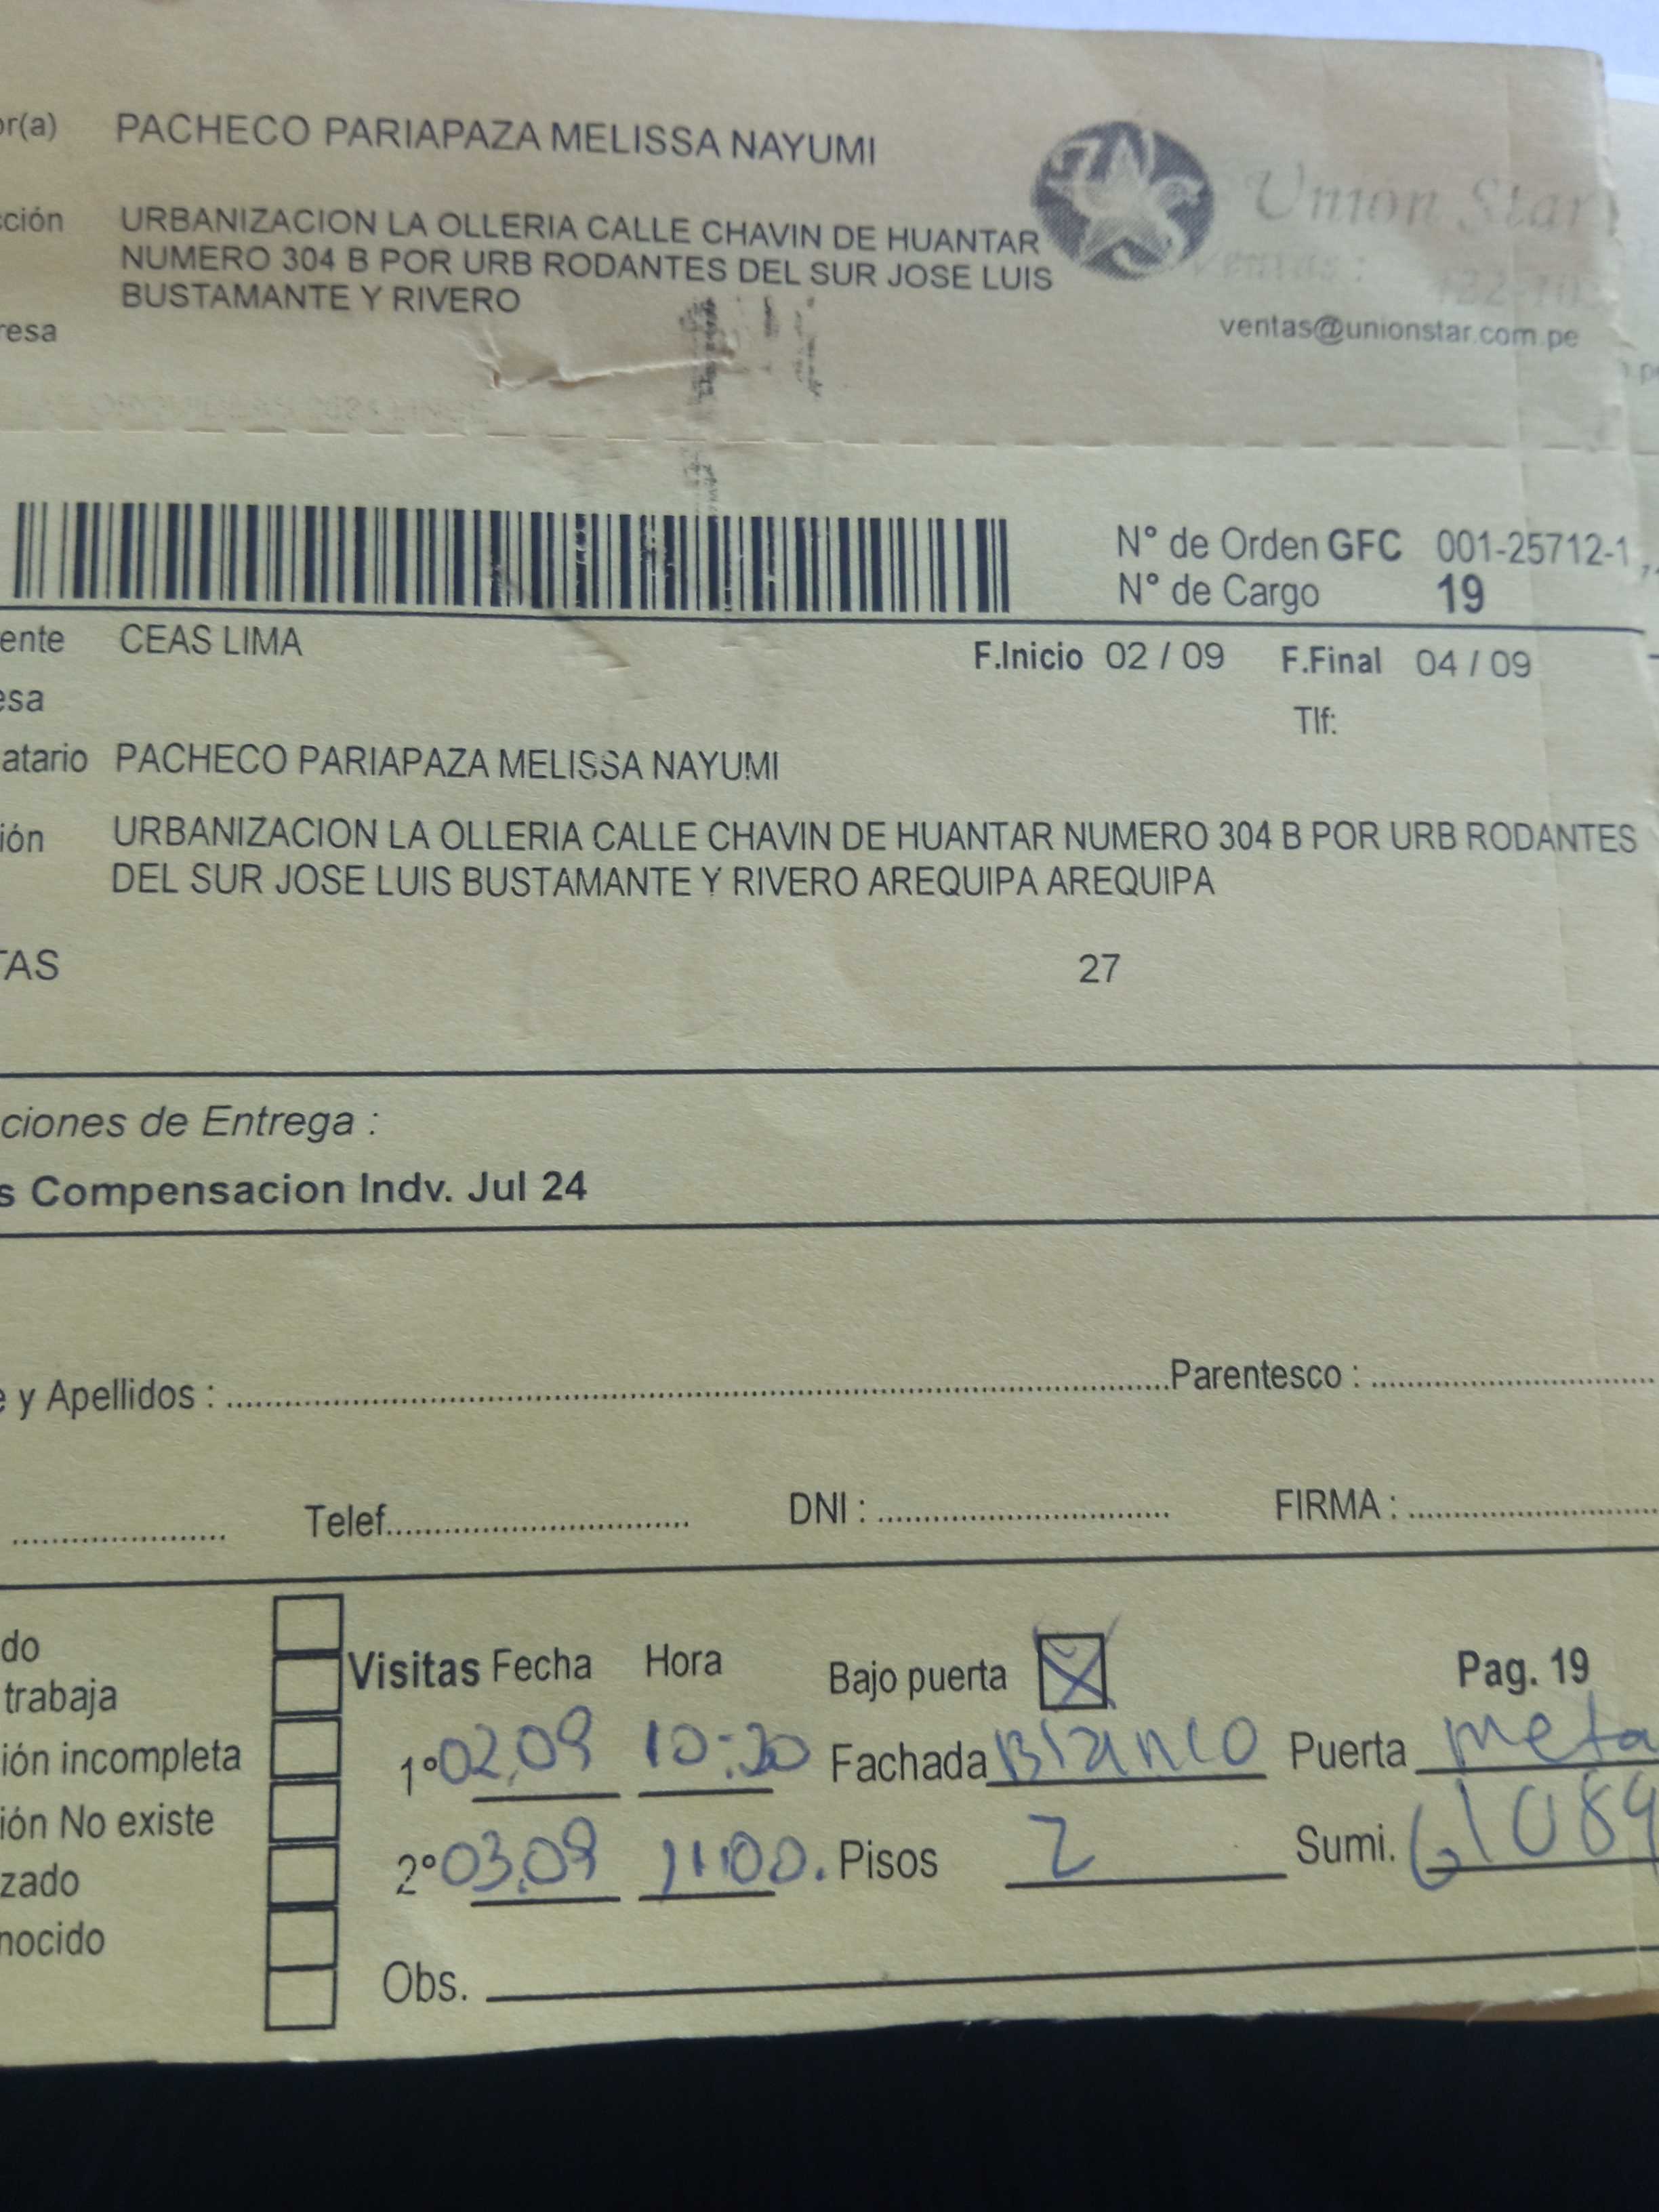 or(a) PACHECO PARIAPAZA MELISSA NAYUMI
cción URBANIZACION LA OLLERIA CALLE CHAVIN DE HUANTAR
NUMERO 304 B POR URB RODANTES DEL SUR JOSE LUIS
BUSTAMANTE Y RIVERO
resa
Union Star
Ventas:
ventas@unionstar.com.pe
N° de Orden GFC 001-25712-1
N° de Cargo 19
ente CEAS LIMA
F.Inicio 02 / 09 F.Final 04 / 09
esa
Tlf:
atario PACHECO PARIAPAZA MELISSA NAYUMI
ión URBANIZACION LA OLLERIA CALLE CHAVIN DE HUANTAR NUMERO 304 B POR URB RODANTES
DEL SUR JOSE LUIS BUSTAMANTE Y RIVERO AREQUIPA AREQUIPA
TAS 27
ciones de Entrega :
s Compensacion Indv. Jul 24
e y Apellidos : Parentesco :
Telef. DNI : FIRMA :
do
trabaja
ión incompleta
ión No existe
zado
nocido
Visitas Fecha Hora Bajo puerta X Pag. 19
1° 02.09 10:30 Fachada Blanco Puerta meta
2° 03.09 11:00. Pisos 2 Sumi. 61089
Obs.